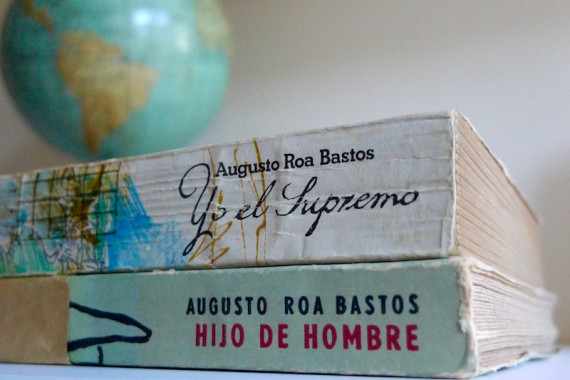 Augusto Roa Bastos
Yo el Supremo
AUGUSTO ROA BASTOS
HIJO DE HOMBRE